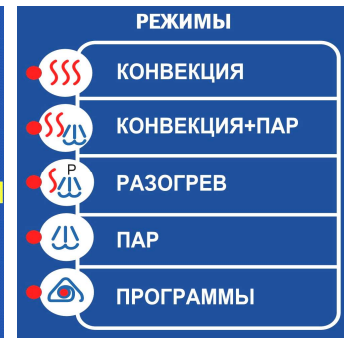 РЕЖИМЫ
КОНВЕКЦИЯ
КОНВЕКЦИЯ+ПАР
P
РАЗОГРЕВ
ПАР
ПРОГРАММЫ